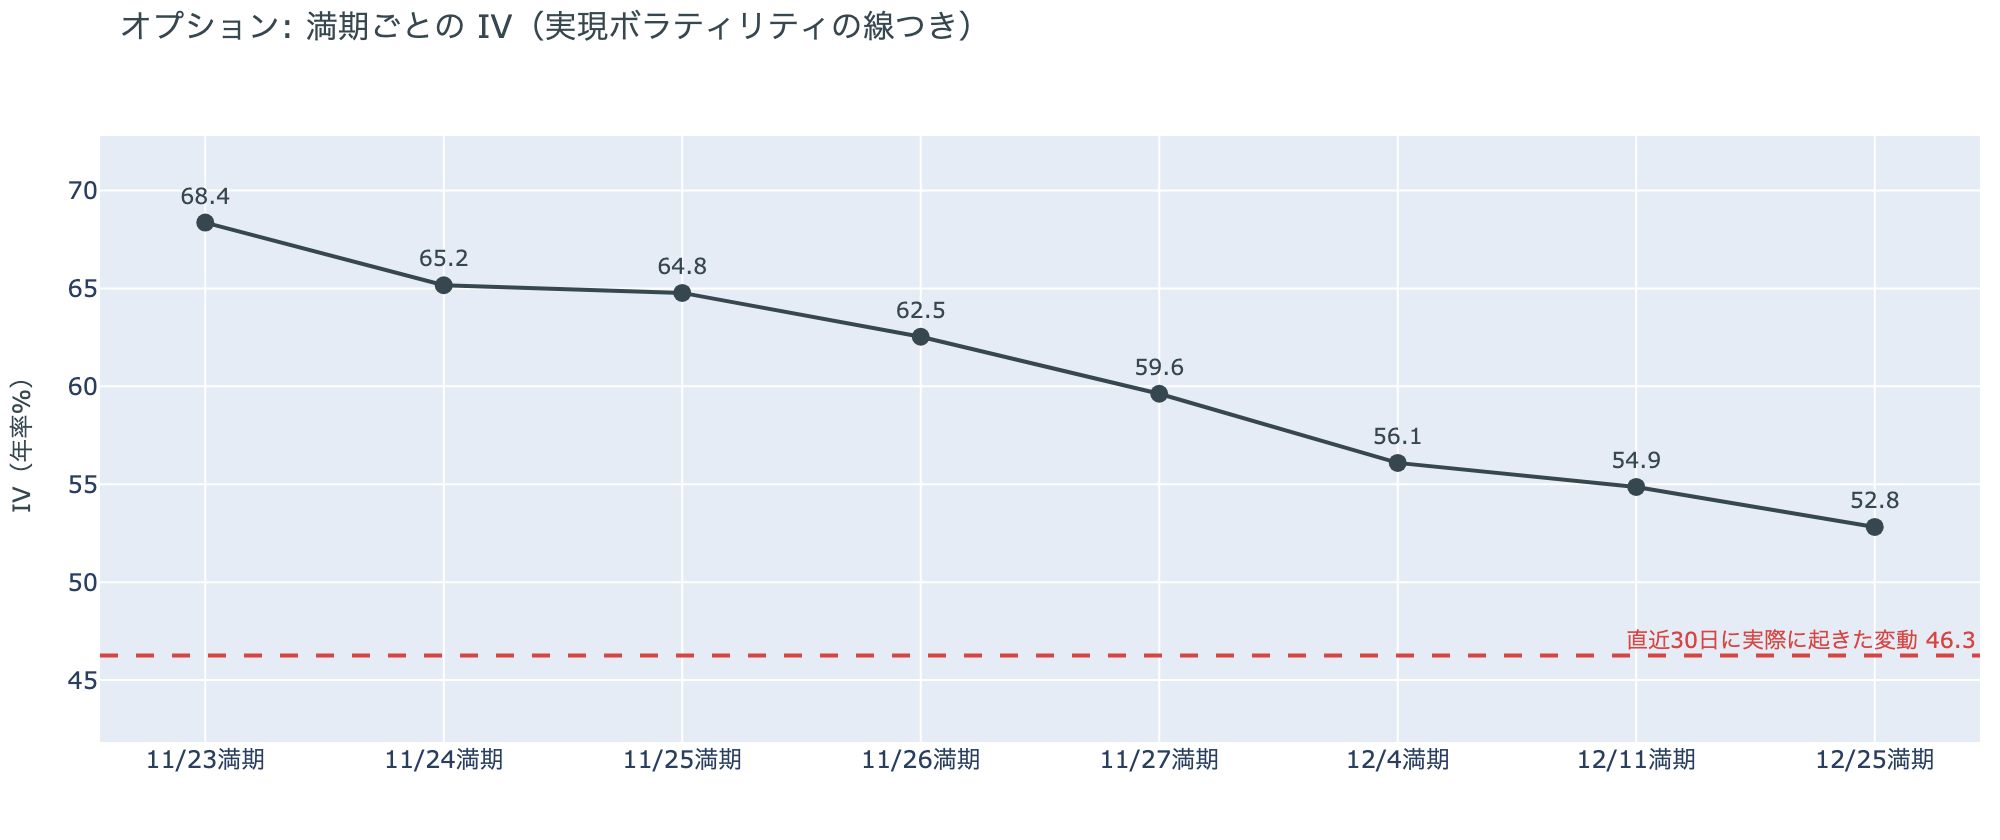 オプション: 満期ごとの IV（実現ボラティリティの線つき）
IV（年率%）
70
65
60
55
50
45
68.4
65.2
64.8
62.5
59.6
56.1
54.9
52.8
直近30日に実際に起きた変動 46.3
11/23満期
11/24満期
11/25満期
11/26満期
11/27満期
12/4満期
12/11満期
12/25満期